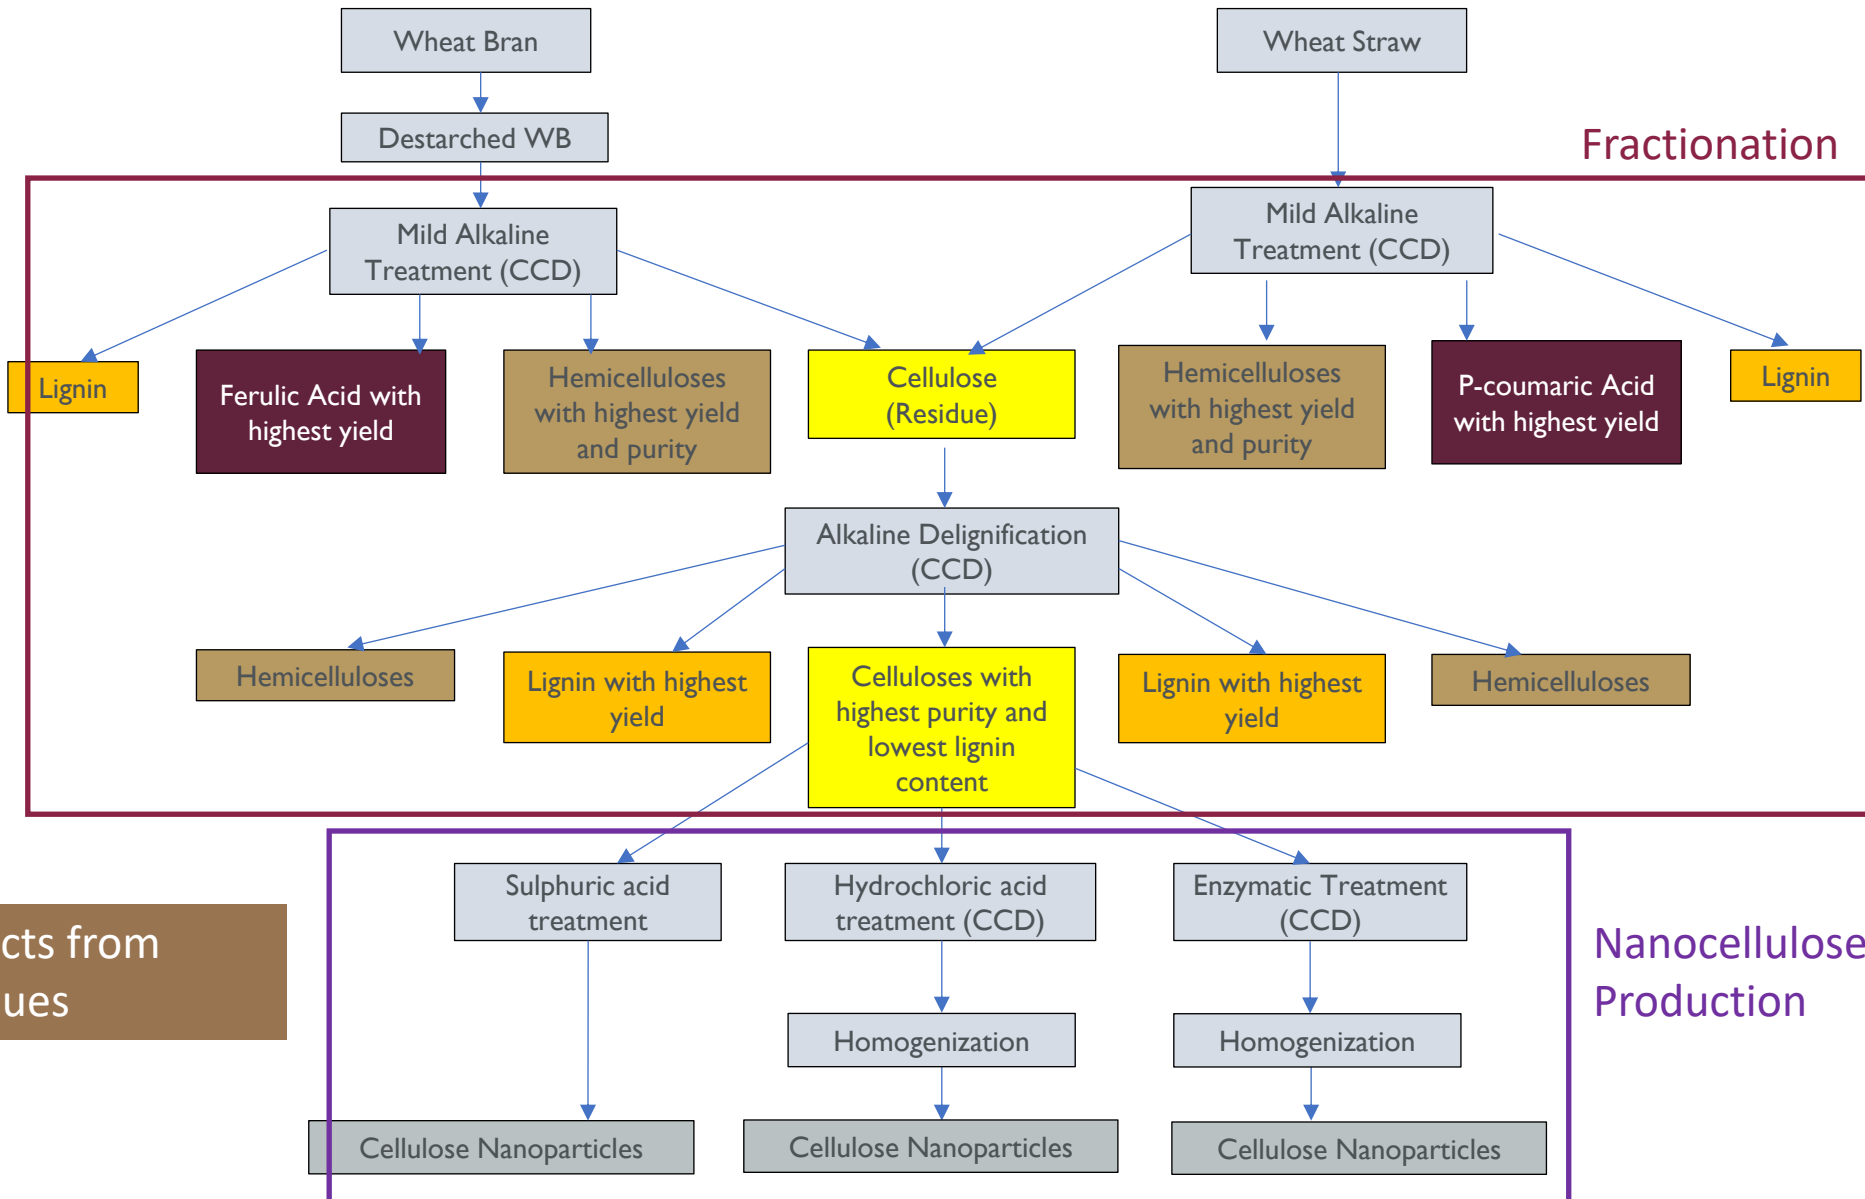 Wheat Bran
Wheat Straw
Destarched WB
Fractionation
Mild Alkaline
Treatment (CCD)
Mild Alkaline
Treatment (CCD)
Lignin
Ferulic Acid with
highest yield
Hemicelluloses
with highest yield
and purity
Cellulose
(Residue)
Hemicelluloses
with highest yield
and purity
P-coumaric Acid
with highest yield
Lignin
Alkaline Delignification
(CCD)
Hemicelluloses
Lignin with highest
yield
Celluloses with
highest purity and
lowest lignin
content
Lignin with highest
yield
Hemicelluloses
Sulphuric acid
treatment
Hydrochloric acid
treatment (CCD)
Enzymatic Treatment
(CCD)
cts from
ues
Nanocellulose
Production
Homogenization
Homogenization
Cellulose Nanoparticles
Cellulose Nanoparticles
Cellulose Nanoparticles